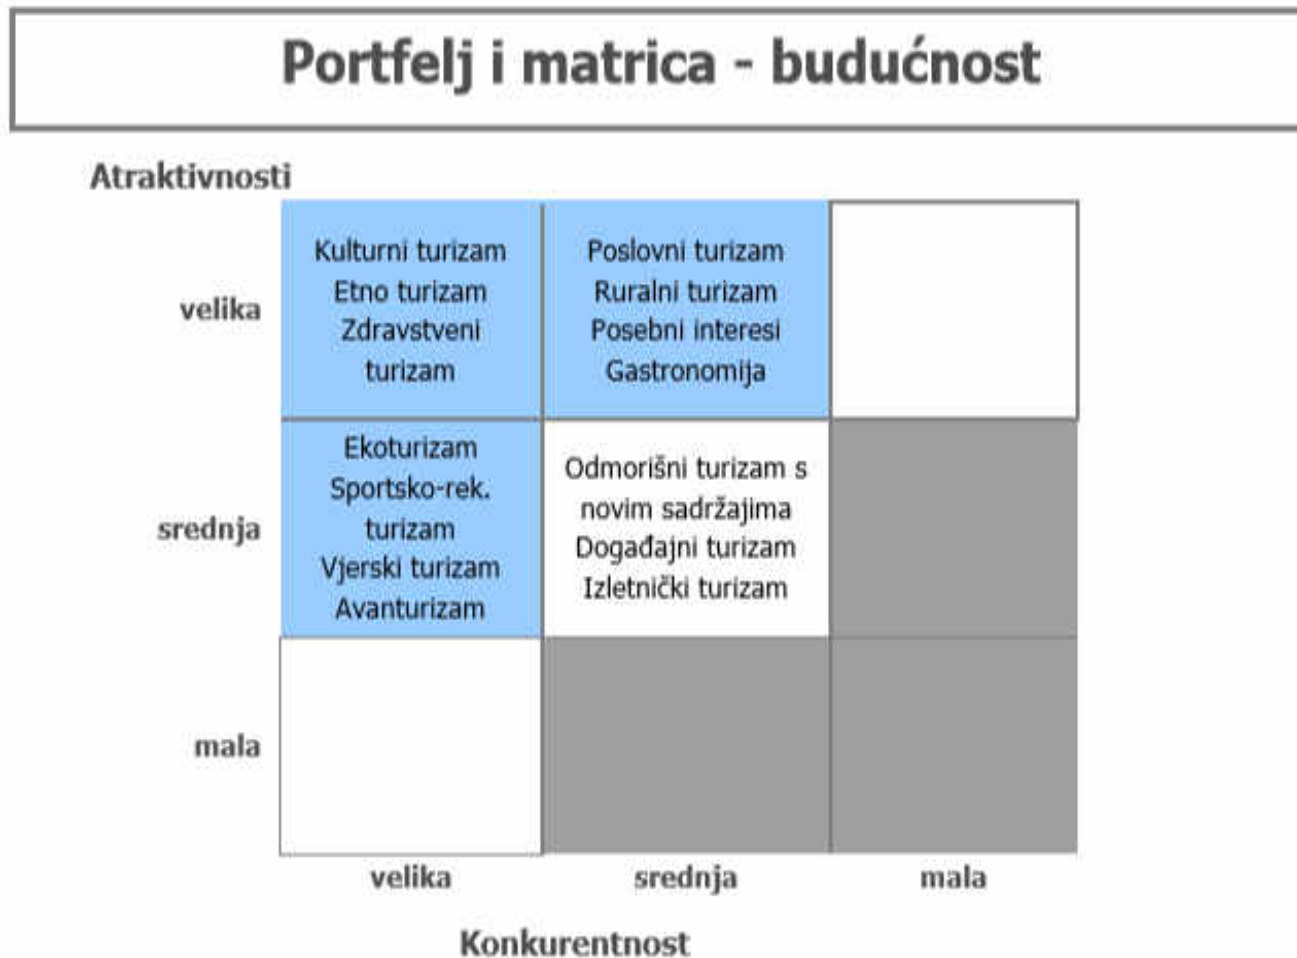 Portfelj i matrica - budućnost
Atraktivnosti
velika
Kulturni turizam
Etno turizam
Zdravstveni
turizam
Poslovni turizam
Ruralni turizam
Posebni interesi
Gastronomija
srednja
Ekoturizam
Sportsko-rek.
turizam
Vjerski turizam
Avanturizam
Odmorišni turizam s
novim sadržajima
Događajni turizam
Izletnički turizam
mala
velika
srednja
mala
Konkurentnost